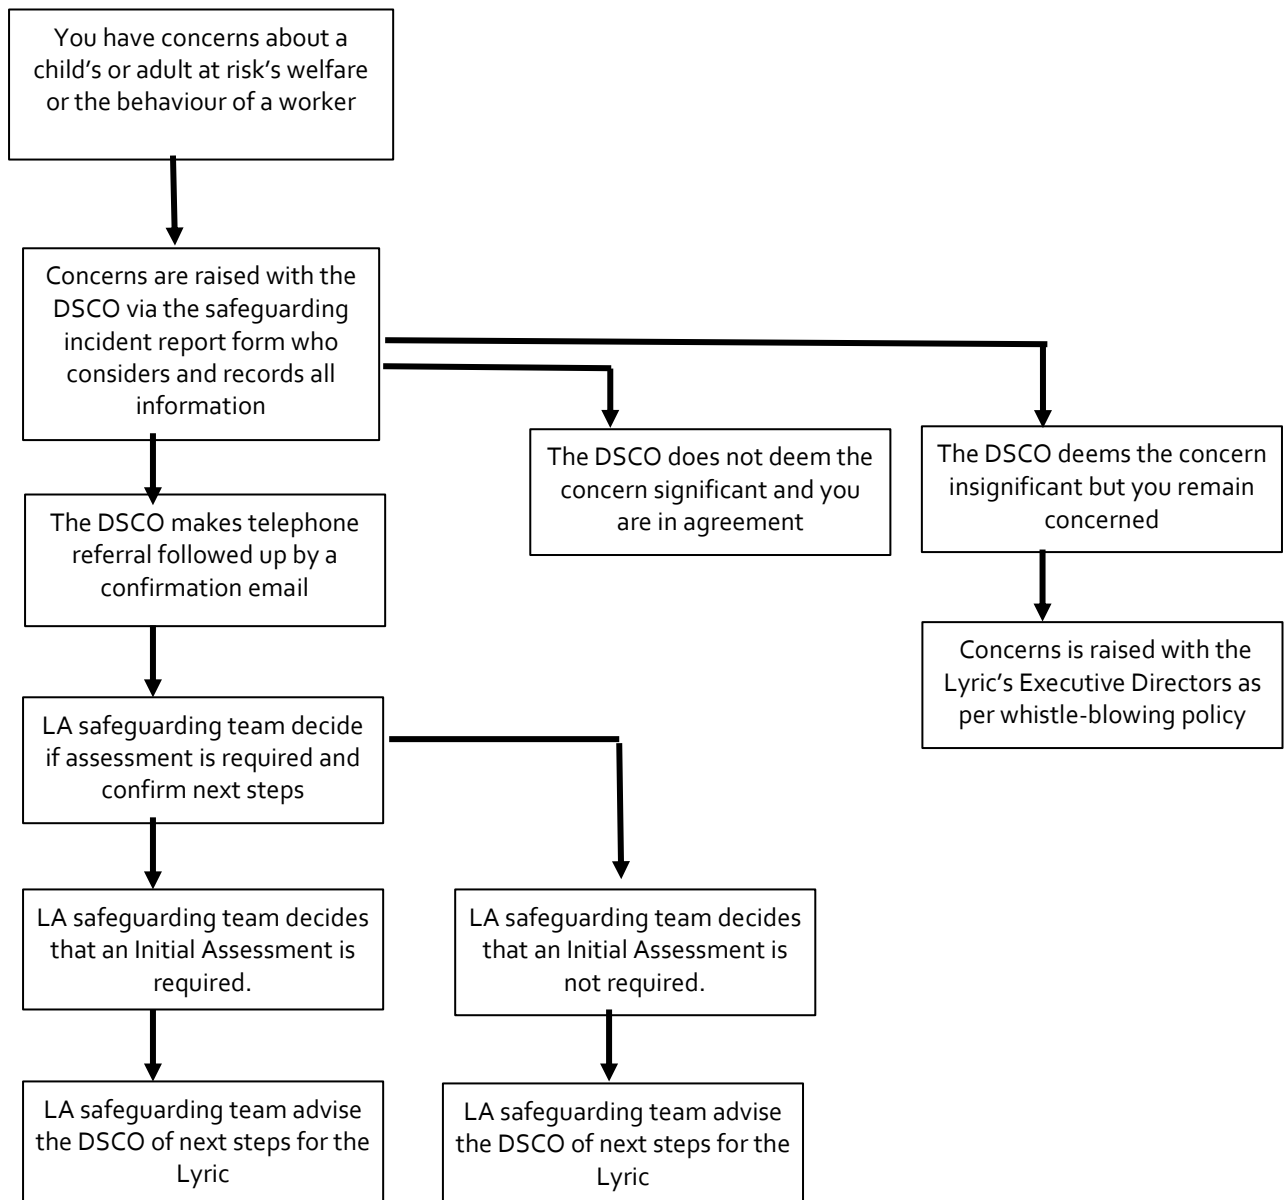 You have concerns about a
child’s or adult at risk’s welfare
or the behaviour of a worker
Concerns are raised with the
DSCO via the safeguarding
incident report form who
considers and records all
information
The DSCO does not deem the
concern significant and you
are in agreement
The DSCO deems the concern
insignificant but you remain
concerned
The DSCO makes telephone
referral followed up by a
confirmation email
Concerns is raised with the
Lyric’s Executive Directors as
per whistle-blowing policy
LA safeguarding team decide
if assessment is required and
confirm next steps
LA safeguarding team decides
that an Initial Assessment is
required.
LA safeguarding team decides
that an Initial Assessment is
not required.
LA safeguarding team advise
the DSCO of next steps for the
Lyric
LA safeguarding team advise
the DSCO of next steps for the
Lyric